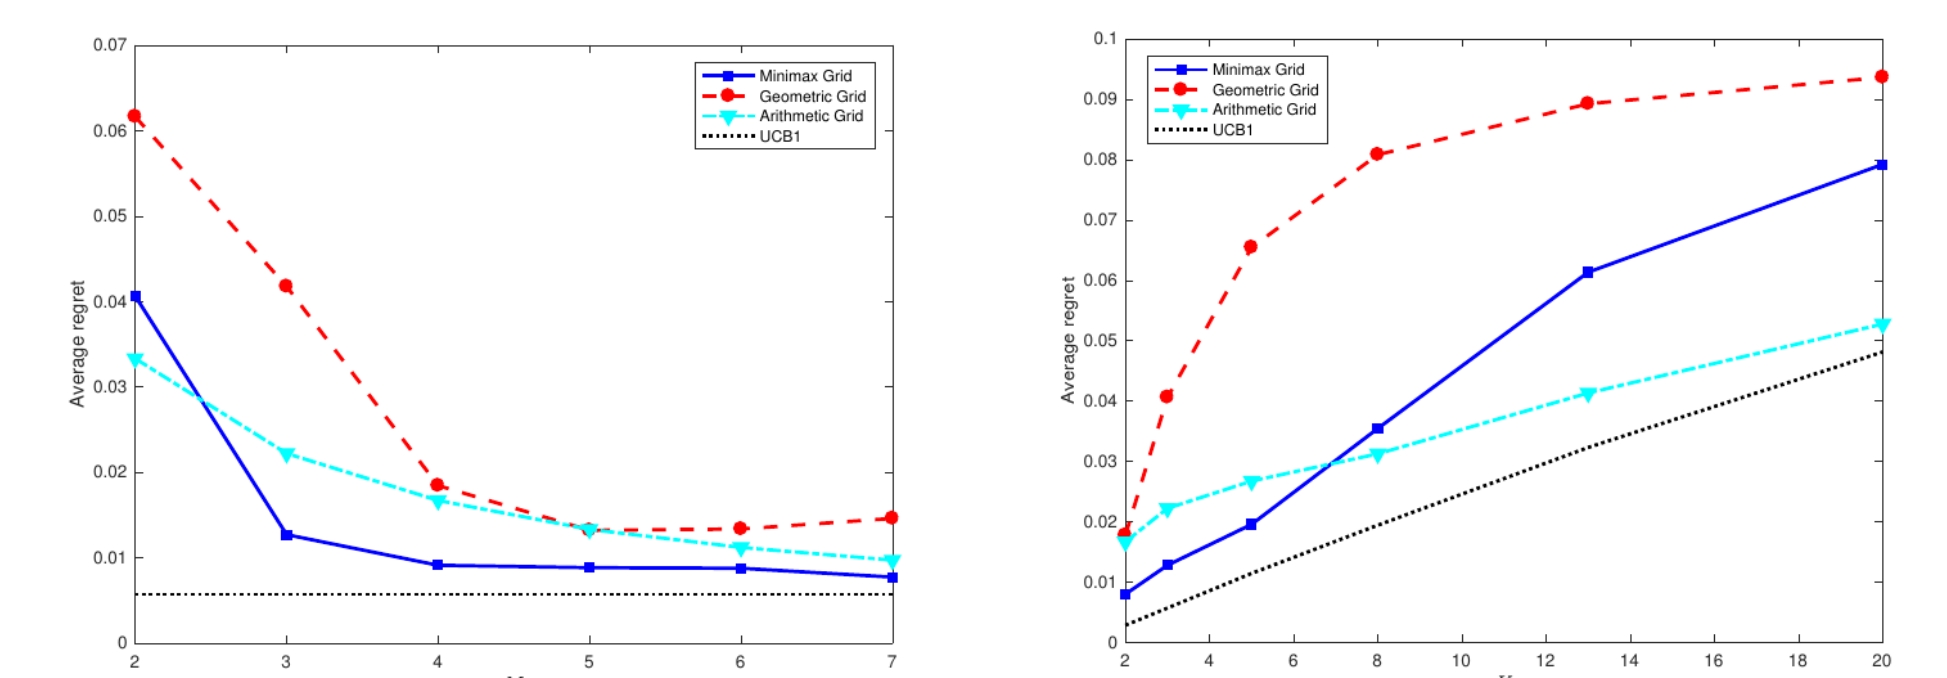 0.07
0.06
0.05
0.04
0.03
0.02
0.01
0
Average regret
Minimax Grid
Geometric Grid
Arithmetic Grid
UCB1
2 3 4 5 6 7
0.1
0.09
0.08
0.07
0.06
0.05
0.04
0.03
0.02
0.01
0
Average regret
Minimax Grid
Geometric Grid
Arithmetic Grid
UCB1
2 4 6 8 10 12 14 16 18 20